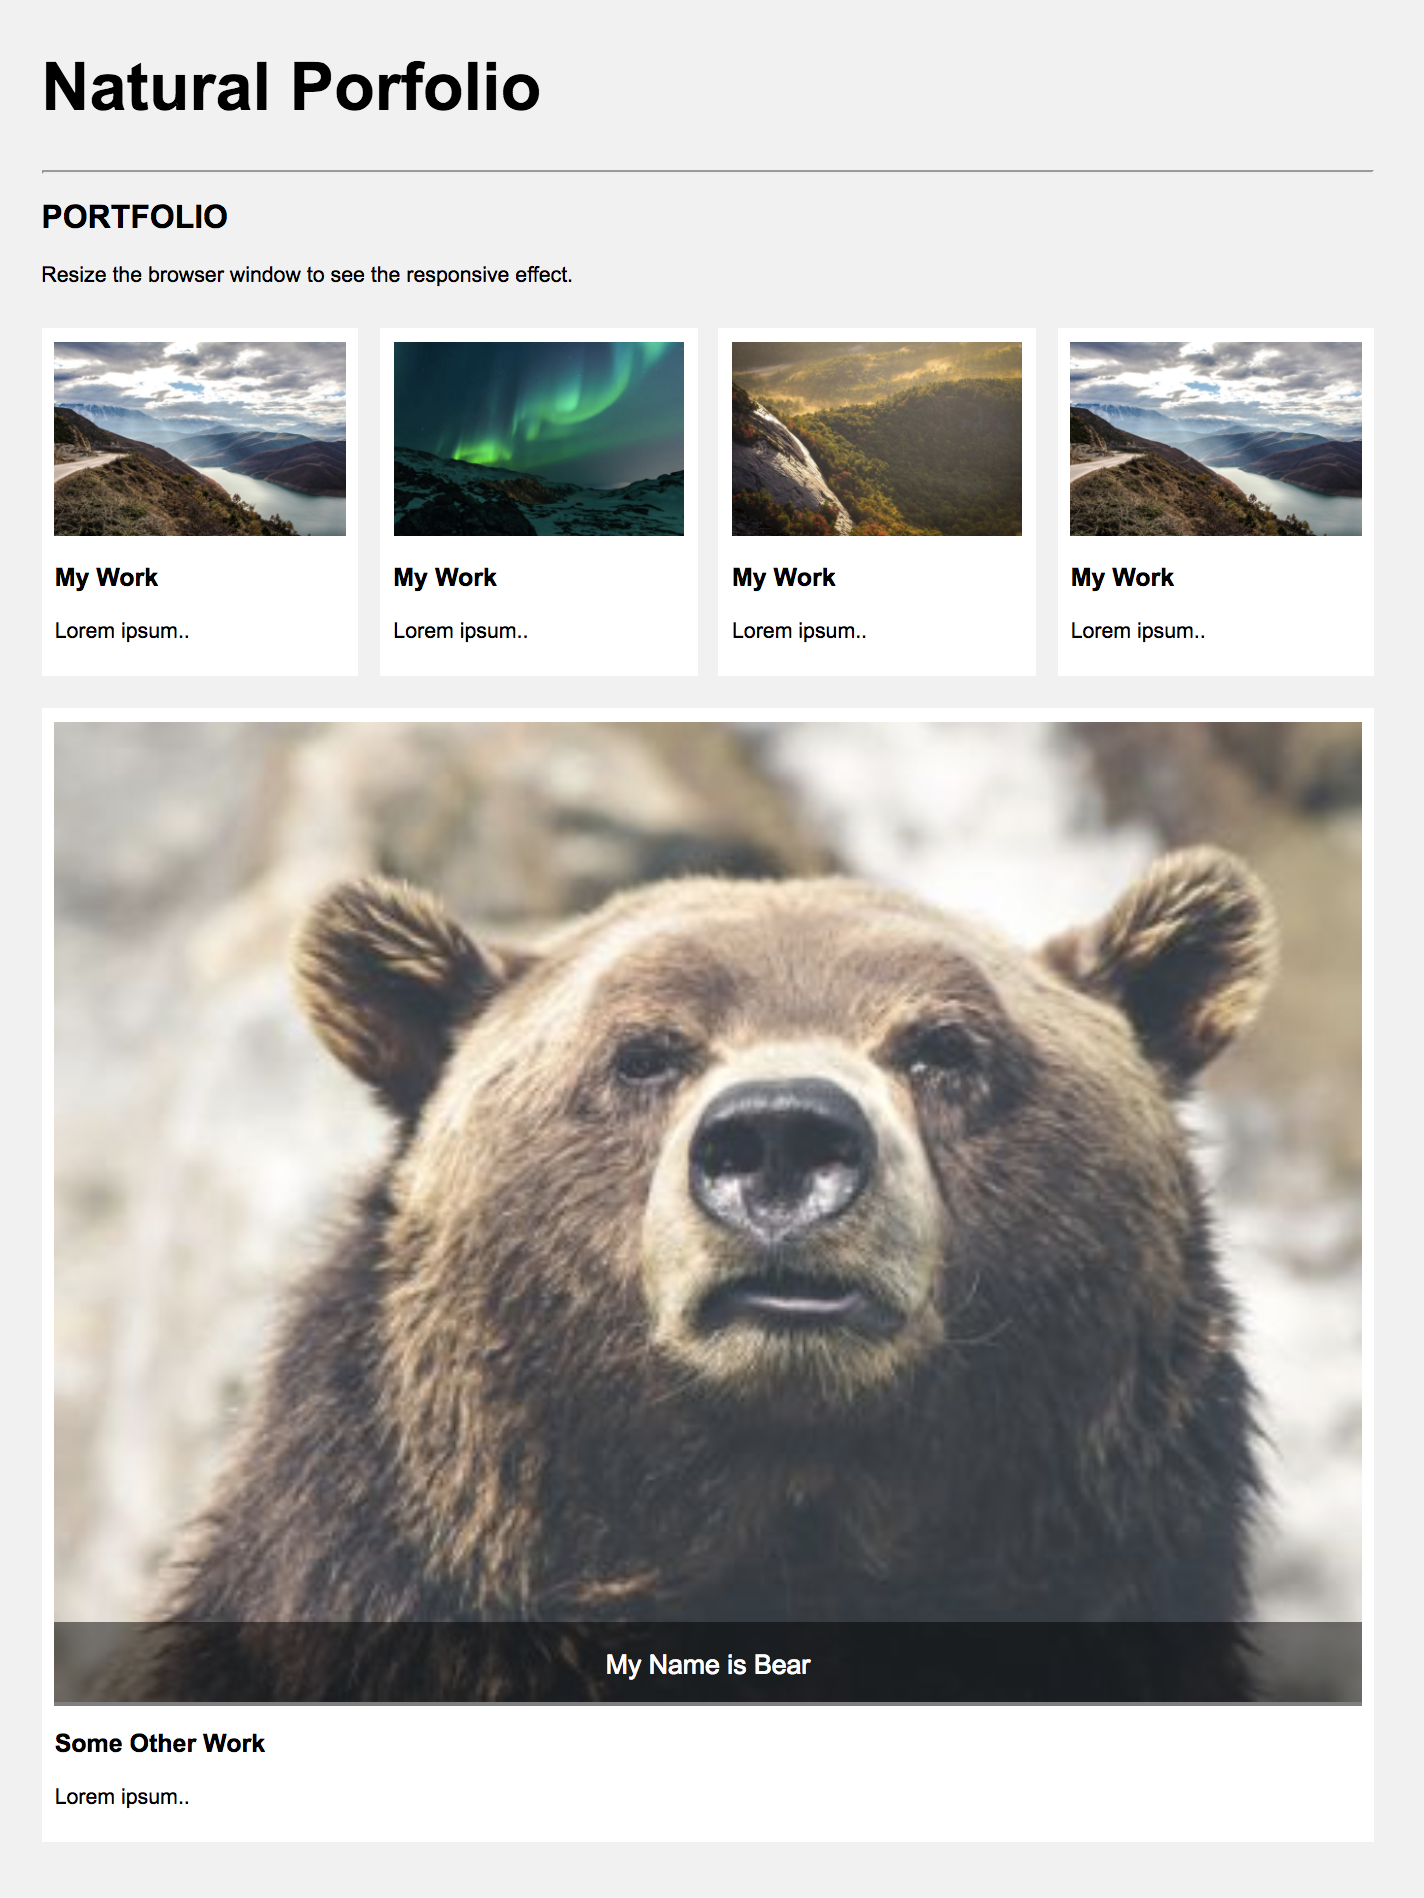 Natural Porfolio
PORTFOLIO
Resize the browser window to see the responsive effect.
My Work
Lorem ipsum..
My Work
Lorem ipsum..
My Work
Lorem ipsum..
My Work
Lorem ipsum..
My Name is Bear
Some Other Work
Lorem ipsum..